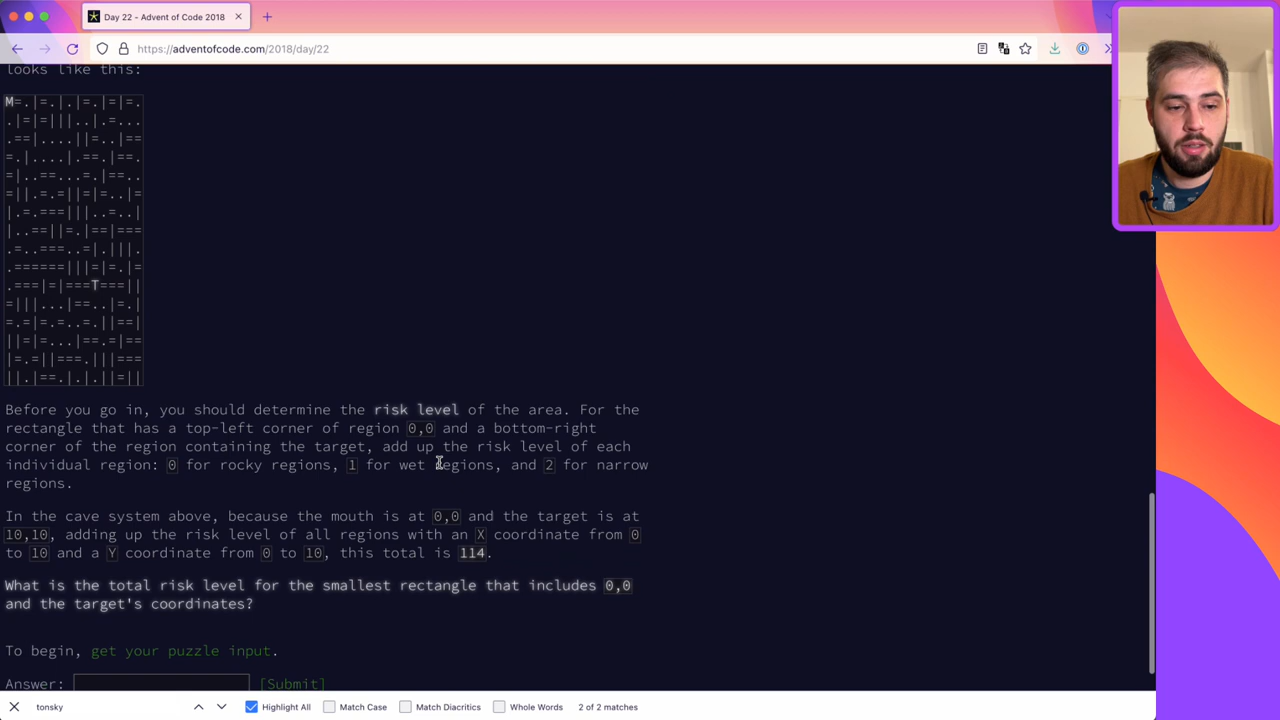 Day 22 - Advent of Code 2018
https://adventofcode.com/2018/day/22
looks like this:
M=.|=.|.|=.|=|=.
.|=|=|||..|.=...
.==|....||=..|==
=.|....|.==.|==.
=|..==...=.|==..
=||.=.=||=|=..|=
|.=.===|||..=..|
|..==||=.|==|===
.=..===..=|.|||.
.======|||=|=.|=
.===|=|===T===||
=|||...|==..|=.|
=.=|=.=..=.||==|
||=|=...|==.=|==
|=.=||===.|||===
||.|==.|.|.||=||
Before you go in, you should determine the risk level of the area. For the
rectangle that has a top-left corner of region 0,0 and a bottom-right
corner of the region containing the target, add up the risk level of each
individual region: 0 for rocky regions, 1 for wet regions, and 2 for narrow
regions.
In the cave system above, because the mouth is at 0,0 and the target is at
10,10, adding up the risk level of all regions with an X coordinate from 0
to 10 and a Y coordinate from 0 to 10, this total is 114.
What is the total risk level for the smallest rectangle that includes 0,0
and the target's coordinates?
To begin, get your puzzle input.
Answer: [Submit]
tonsky Highlight All Match Case Match Diacritics Whole Words 2 of 2 matches